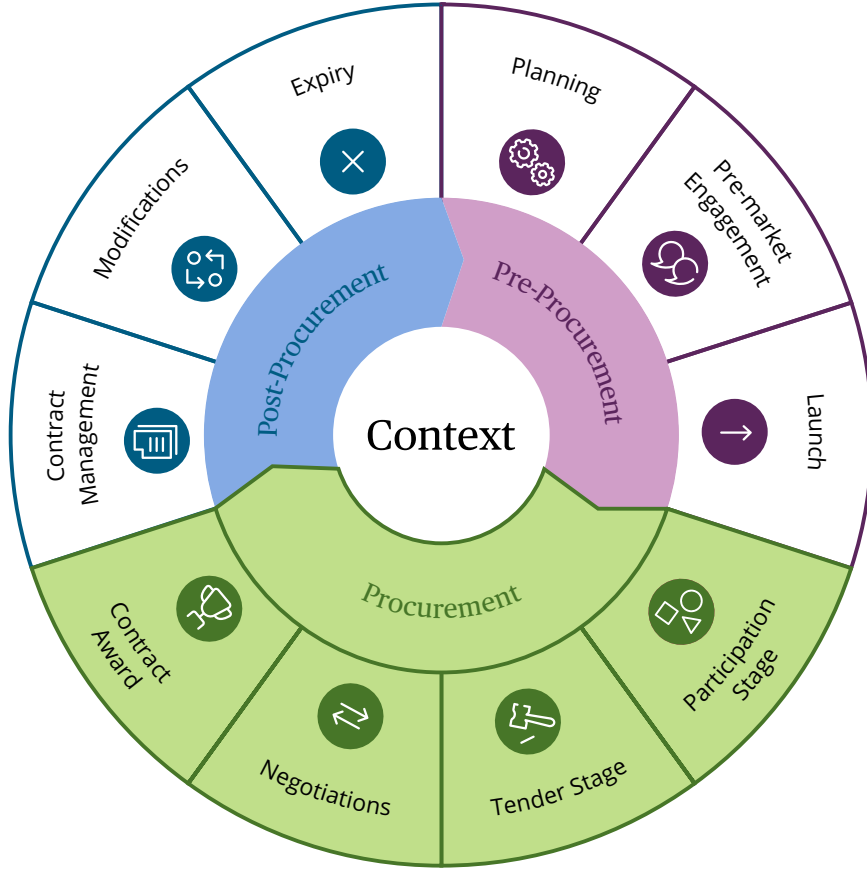 Planning
Pre-market
Engagement
Launch
Participation
Stage
Tender Stage
Negotiations
Contract
Award
Contract
Management
Modifications
Expiry
Pre-Procurement
Procurement
Post-Procurement
Context